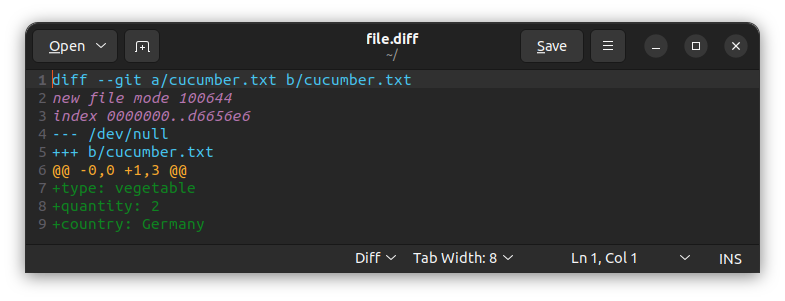 Open
file.diff
~/
Save
1 diff --git a/cucumber.txt b/cucumber.txt
2 new file mode 100644
3 index 0000000..d6656e6
4 --- /dev/null
5 +++ b/cucumber.txt
6 @@ -0,0 +1,3 @@
7 +type: vegetable
8 +quantity: 2
9 +country: Germany
Diff Tab Width: 8 Ln 1, Col 1 INS